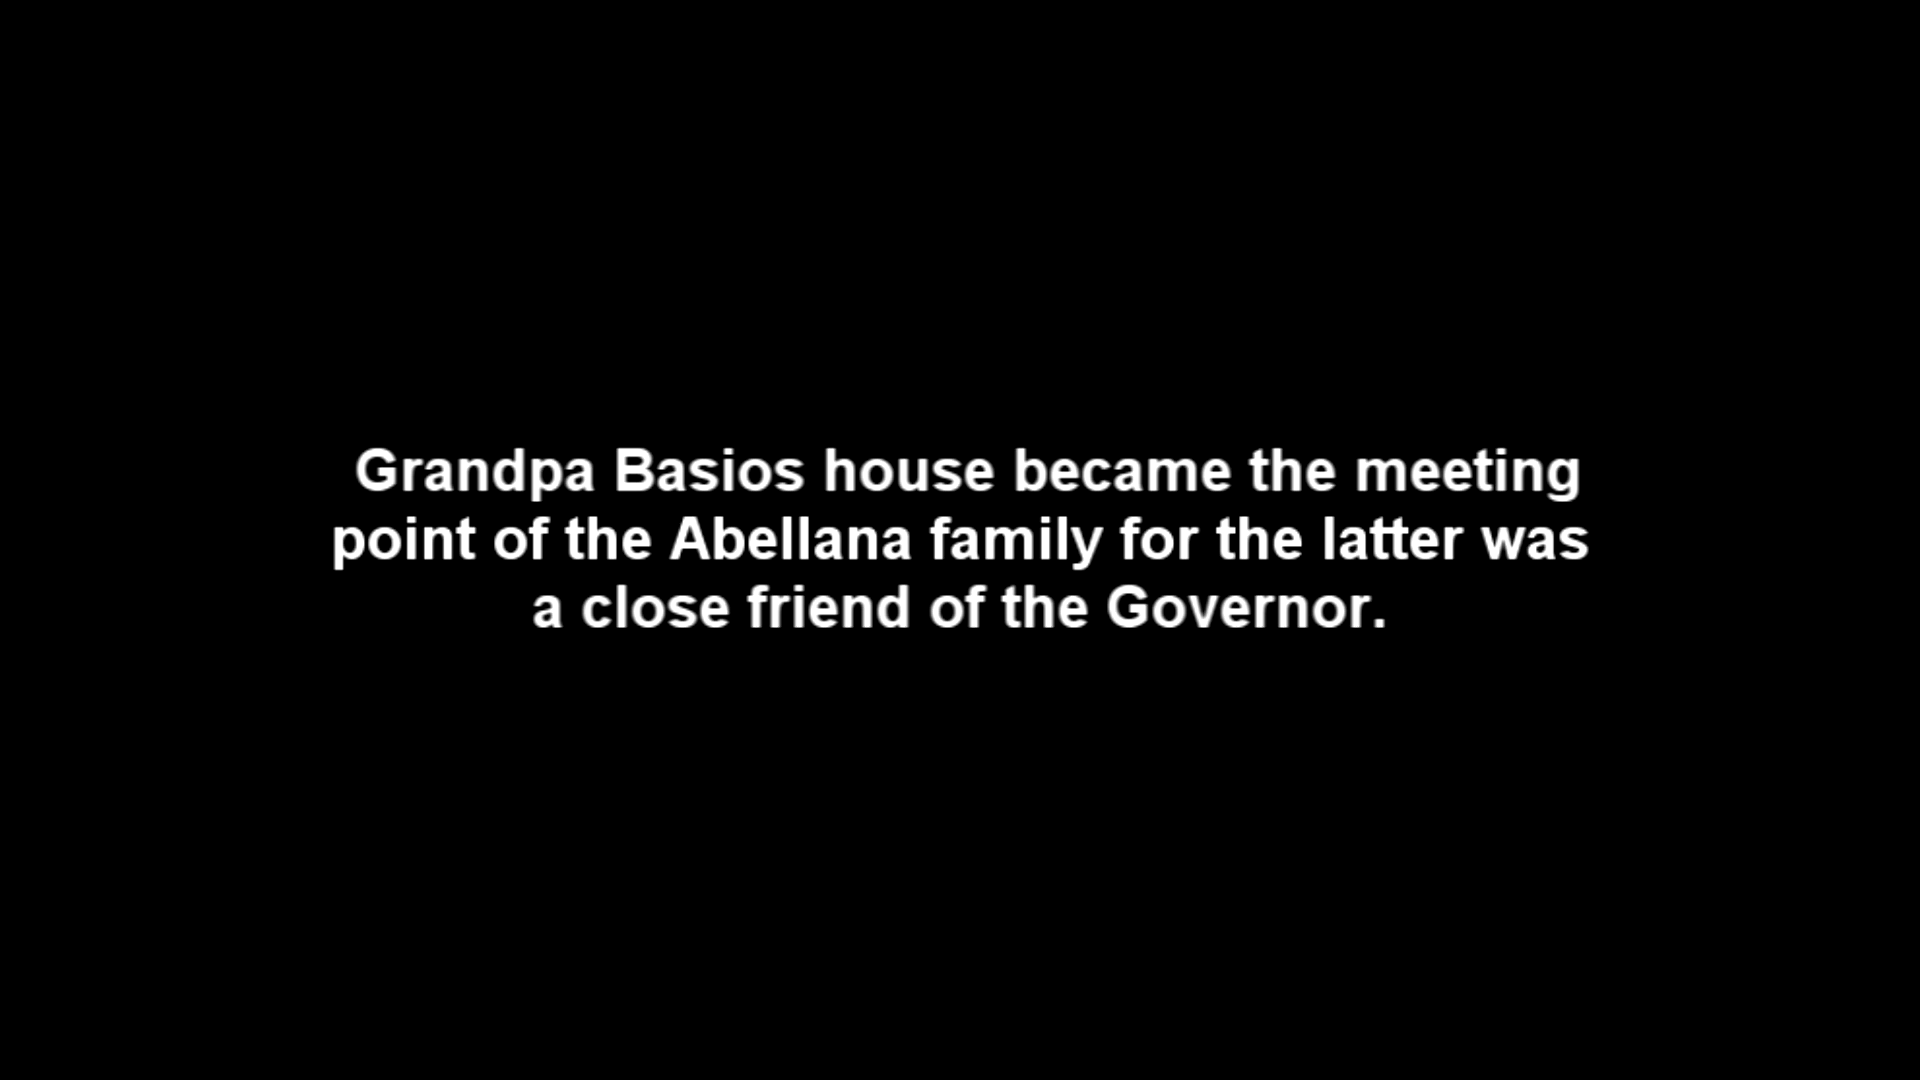 Grandpa Basios house became the meeting
point of the Abellana family for the latter was
a close friend of the Governor.